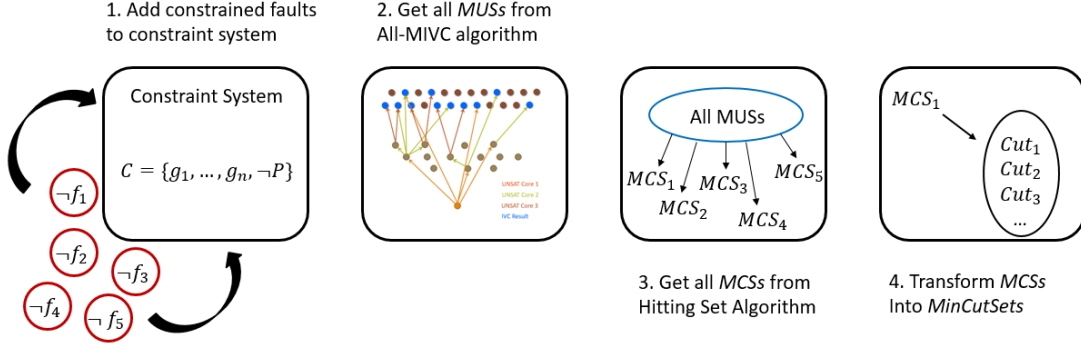 1. Add constrained faults
to constraint system
Constraint System
C = {g₁, …, gₙ, ¬P}
¬f₁
¬f₂
¬f₃
¬f₄
¬f₅
2. Get all MUSs from
All-MIVC algorithm
UNSAT Core 1
UNSAT Core 2
UNSAT Core 3
IVC Result
All MUSs
MCS₁
MCS₂
MCS₃
MCS₄
MCS₅
3. Get all MCSs from
Hitting Set Algorithm
MCS₁
Cut₁
Cut₂
Cut₃
…
4. Transform MCSs
Into MinCutSets